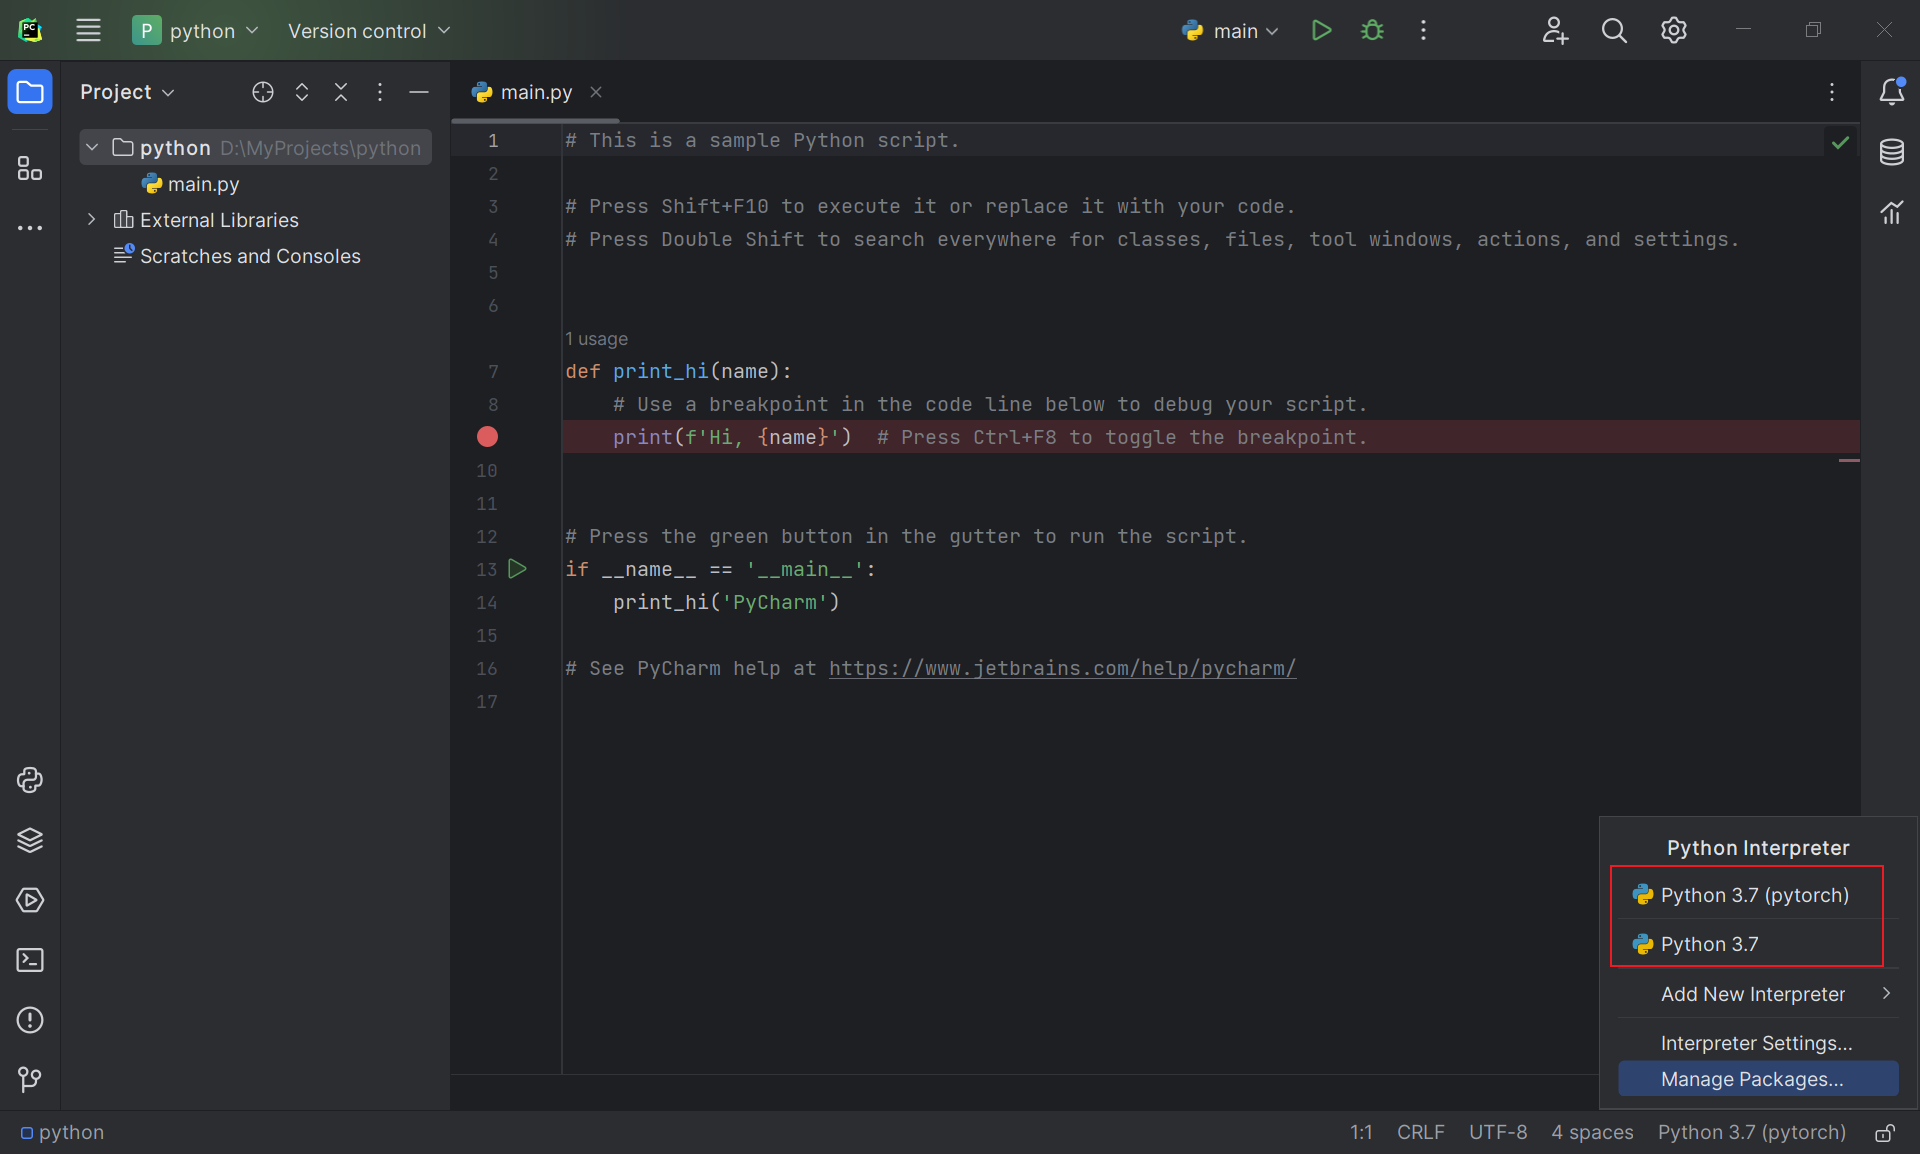 PC
P python
Version control
main
Project
main.py
python D:\MyProjects\python
main.py
External Libraries
Scratches and Consoles
1 # This is a sample Python script.
2
3 # Press Shift+F10 to execute it or replace it with your code.
4 # Press Double Shift to search everywhere for classes, files, tool windows, actions, and settings.
5
6
1 usage
7 def print_hi(name):
8 # Use a breakpoint in the code line below to debug your script.
print(f'Hi, {name}') # Press Ctrl+F8 to toggle the breakpoint.
10
11
12 # Press the green button in the gutter to run the script.
13 if __name__ == '__main__':
14 print_hi('PyCharm')
15
16 # See PyCharm help at https://www.jetbrains.com/help/pycharm/
17
Python Interpreter
Python 3.7 (pytorch)
Python 3.7
Add New Interpreter
Interpreter Settings...
Manage Packages...
python
1:1 CRLF UTF-8 4 spaces Python 3.7 (pytorch)